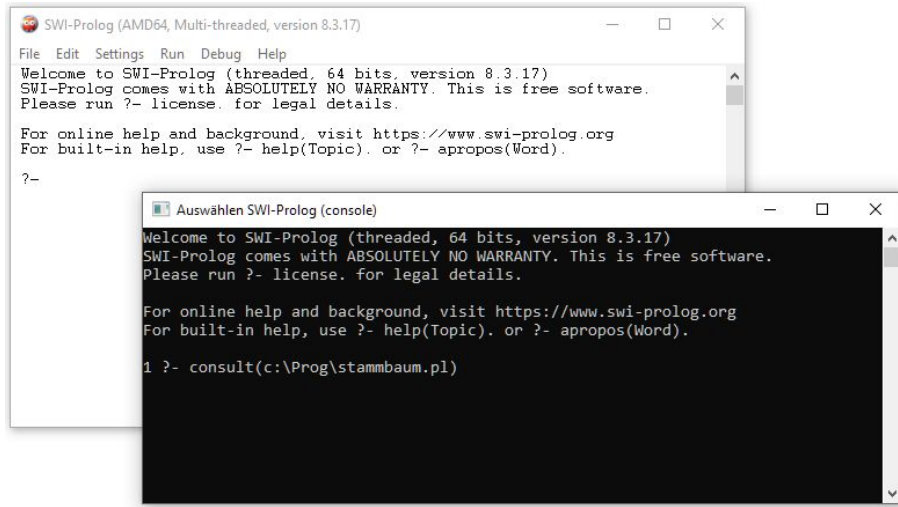 SWI-Prolog (AMD64, Multi-threaded, version 8.3.17)
File Edit Settings Run Debug Help
Welcome to SWI-Prolog (threaded, 64 bits, version 8.3.17)
SWI-Prolog comes with ABSOLUTELY NO WARRANTY. This is free software.
Please run ?- license. for legal details.
For online help and background, visit https://www.swi-prolog.org
For built-in help, use ?- help(Topic). or ?- apropos(Word).
?-
Auswählen SWI-Prolog (console)
Welcome to SWI-Prolog (threaded, 64 bits, version 8.3.17)
SWI-Prolog comes with ABSOLUTELY NO WARRANTY. This is free software.
Please run ?- license. for legal details.
For online help and background, visit https://www.swi-prolog.org
For built-in help, use ?- help(Topic). or ?- apropos(Word).
1 ?- consult(c:\Prog\stammbaum.pl)